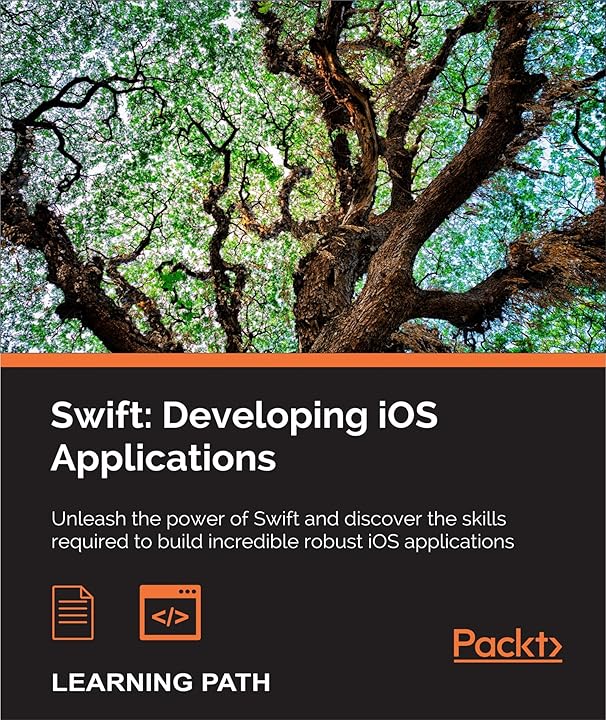 Swift: Developing iOS
Applications
Unleash the power of Swift and discover the skills
required to build incredible robust iOS applications
</>
LEARNING PATH
Packt>